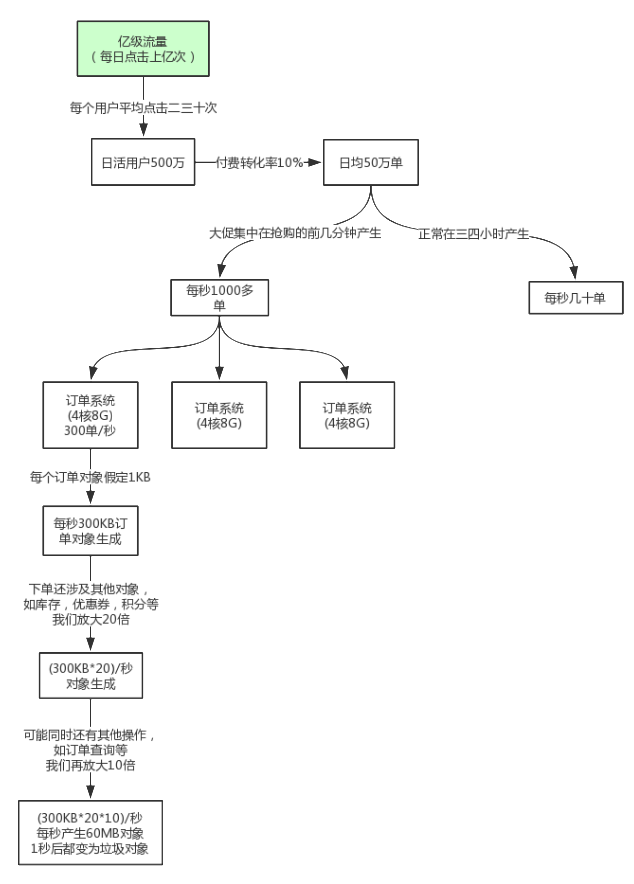 亿级流量
（每日点击上亿次）
每个用户平均点击二三十次
日活用户500万
付费转化率10%
日均50万单
大促集中在抢购的前几分钟产生
正常在三四小时产生
每秒1000多
单
每秒几十单
订单系统
(4核8G)
300单/秒
订单系统
(4核8G)
订单系统
(4核8G)
每个订单对象假定1KB
每秒300KB订
单对象生成
下单还涉及其他对象，
如库存，优惠券，积分等
我们放大20倍
(300KB*20)/秒
对象生成
可能同时还有其他操作，
如订单查询等
我们再放大10倍
(300KB*20*10)/秒
每秒产生60MB对象
1秒后都变为垃圾对象